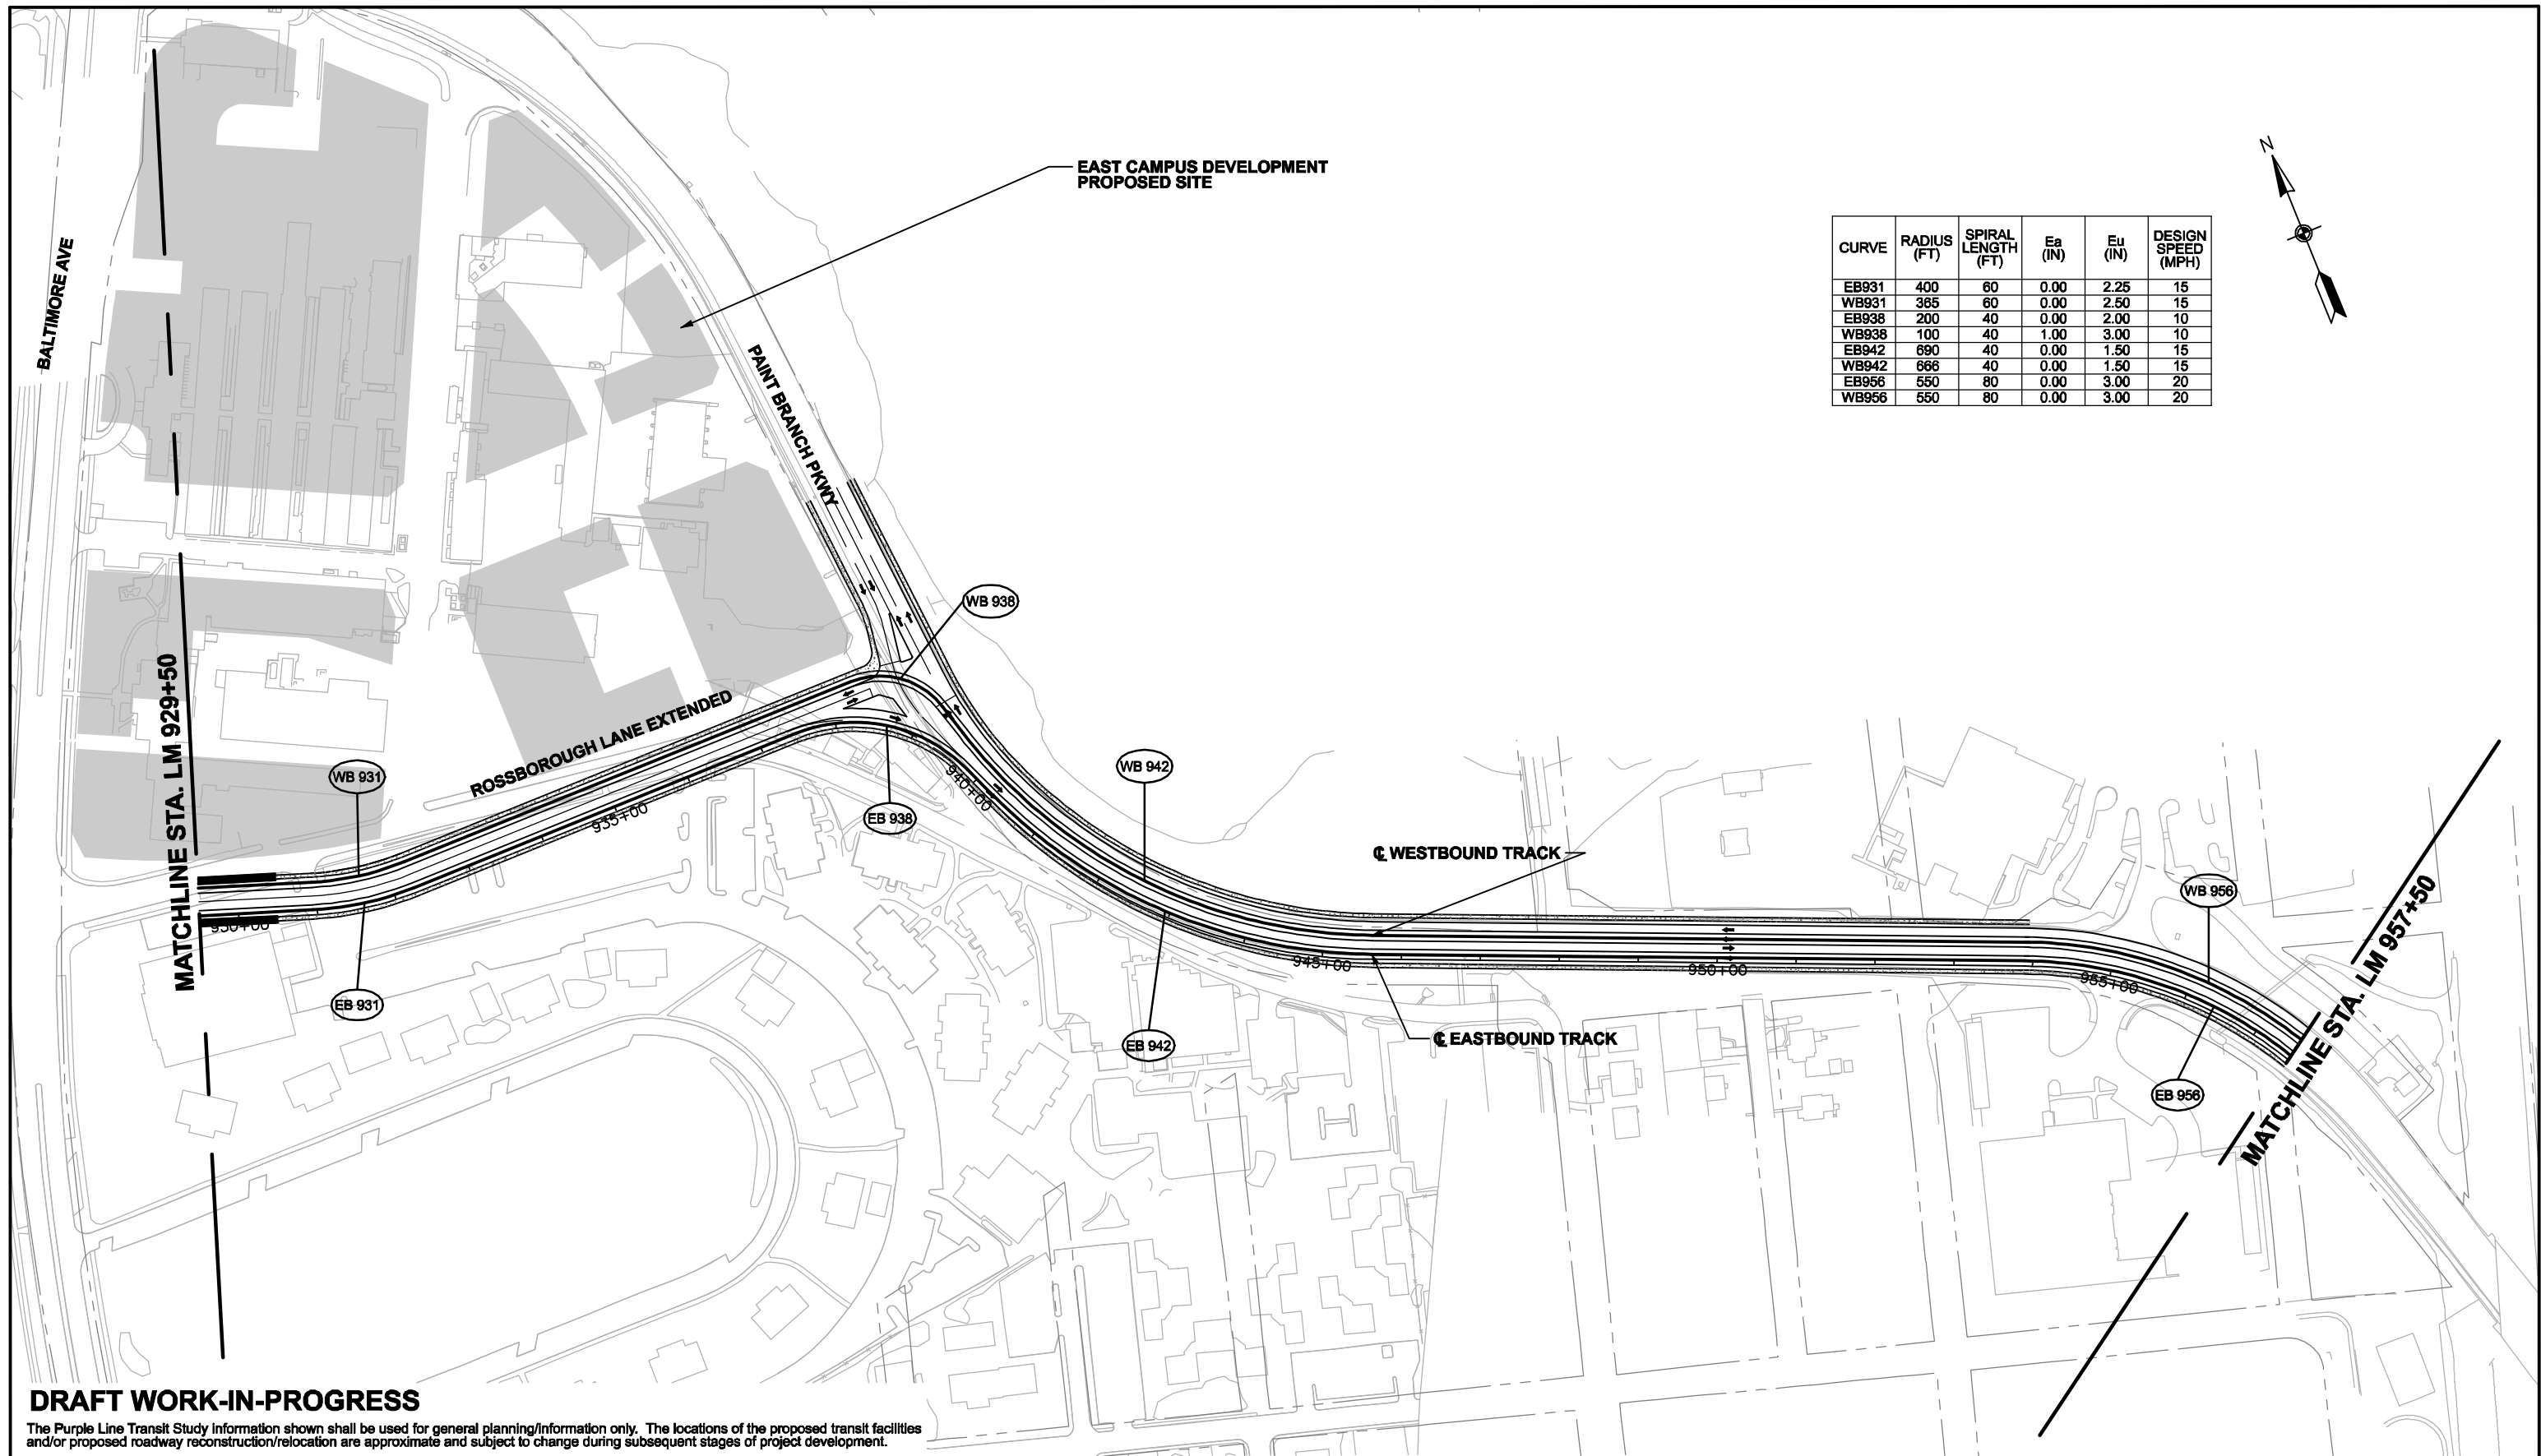 EAST CAMPUS DEVELOPMENT
PROPOSED SITE
N
BALTIMORE AVE
CURVE RADIUS (FT) SPIRAL LENGTH (FT) Ea (IN) Eu (IN) DESIGN SPEED (MPH)
EB931 400 60 0.00 2.25 15
WB931 365 60 0.00 2.50 15
EB938 200 40 0.00 2.00 10
WB938 100 40 1.00 3.00 10
EB942 690 40 0.00 1.50 15
WB942 666 40 0.00 1.50 15
EB956 550 80 0.00 3.00 20
WB956 550 80 0.00 3.00 20
PAINT BRANCH PKWY
WB 938
MATCHLINE STA. LM 929+50
ROSSBOROUGH LANE EXTENDED
WB 931
WB 942
940+00
935+00
EB 938
℄ WESTBOUND TRACK
WB 956
MATCHLINE STA. LM 957+50
930+00
945+00
950+00
955+00
EB 931
EB 942
℄ EASTBOUND TRACK
EB 956
DRAFT WORK-IN-PROGRESS
The Purple Line Transit Study information shown shall be used for general planning/information only. The locations of the proposed transit facilities
and/or proposed roadway reconstruction/relocation are approximate and subject to change during subsequent stages of project development.